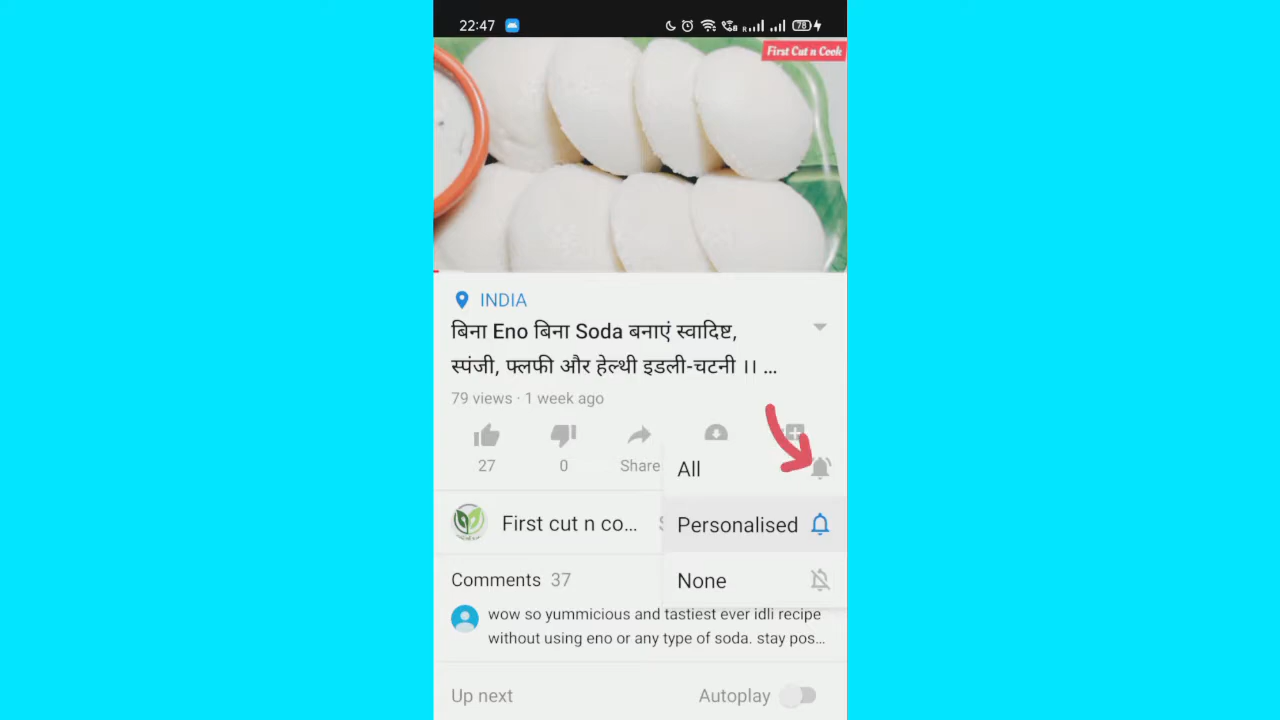 22:47
78
First Cut n Cook
INDIA
बिना Eno बिना Soda बनाएं स्वादिष्ट,
स्पंजी, फ्लफी और हेल्थी इडली-चटनी ।। ...
79 views · 1 week ago
27
0
Share
All
First cut n co...
Personalised
Comments 37
None
wow so yummicious and tastiest ever idli recipe
without using eno or any type of soda. stay pos...
Up next
Autoplay